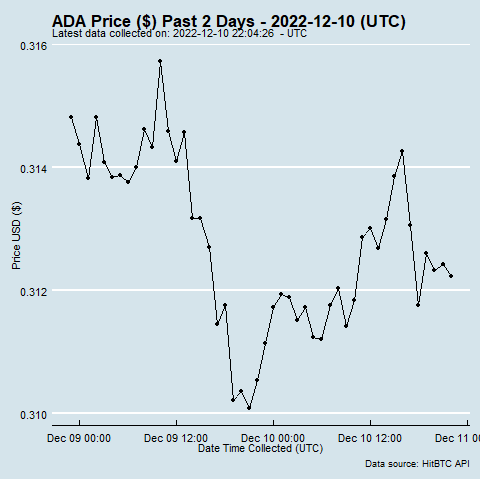 ADA Price ($) Past 2 Days - 2022-12-10 (UTC)
Latest data collected on: 2022-12-10 22:04:26  - UTC
0.316
0.314
0.312
0.310
Price USD ($)
Dec 09 00:00
Dec 09 12:00
Dec 10 00:00
Dec 10 12:00
Dec 11 00
Date Time Collected (UTC)
Data source: HitBTC API